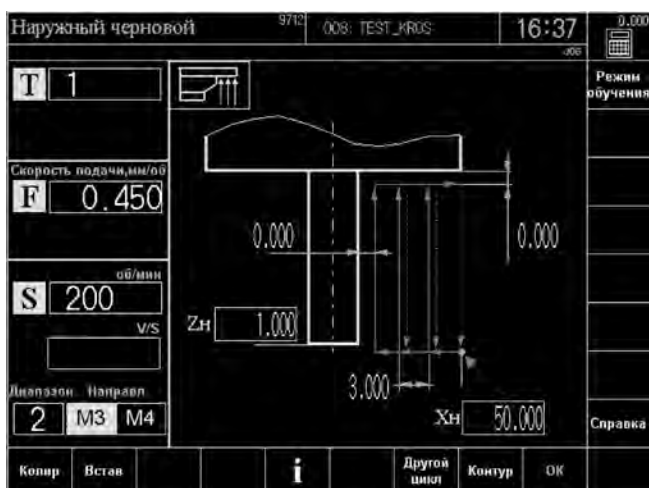 Наружный черновой 9712 008: TEST_KROS 16:37 0.000
JOB
T 1
Режим обучения
Скорость подачи,мм/об
F 0.450
0.000 0.000
об/мин
S 200
V/S
Zн 1.000
3.000
Диапазон Направл
2 M3 M4
Xн 50.000
Справка
Копир Встав i Другой цикл Контур OK